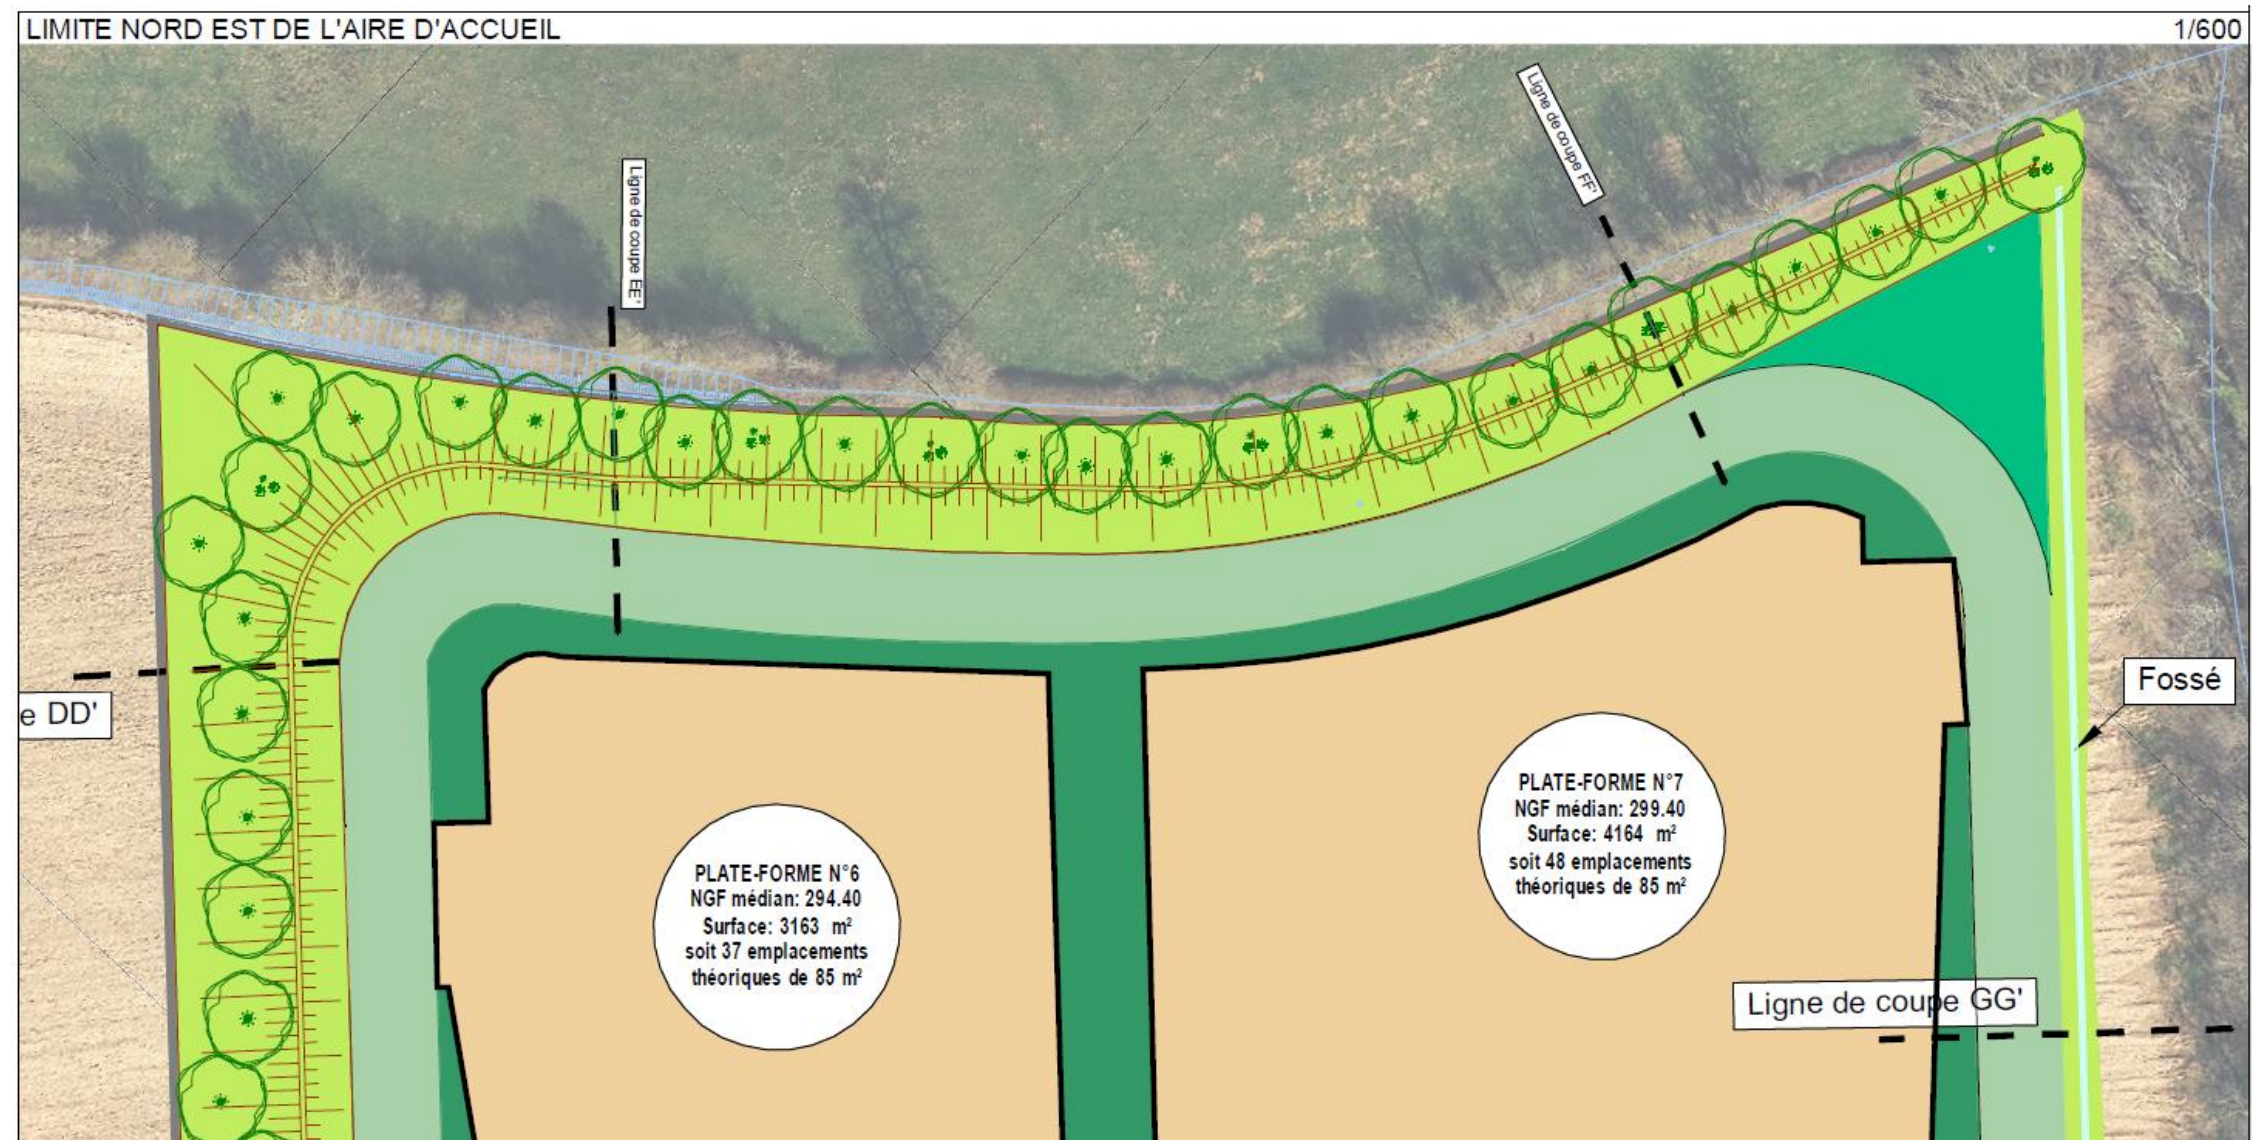 LIMITE NORD EST DE L'AIRE D'ACCUEIL
1/600
Ligne de coupe EE'
Ligne de coupe FF'
e DD'
Fossé
PLATE-FORME N°6
NGF médian: 294.40
Surface: 3163 m²
soit 37 emplacements
théoriques de 85 m²
PLATE-FORME N°7
NGF médian: 299.40
Surface: 4164 m²
soit 48 emplacements
théoriques de 85 m²
Ligne de coupe GG'